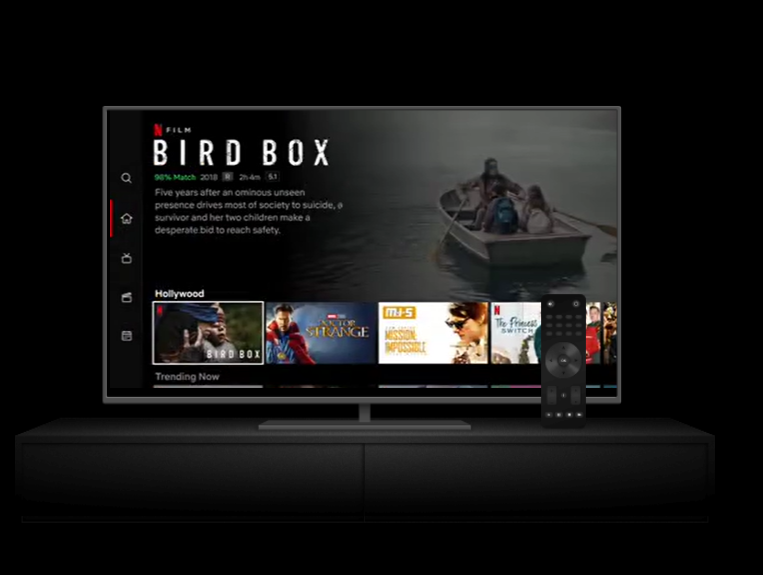 N FILM
BIRD BOX
98% Match 2018 R 2h 4m 5.1
Five years after an ominous unseen
presence drives most of society to suicide, a
survivor and her two children make a
desperate bid to reach safety.
Hollywood
N
BIRD BOX
MARVEL STUDIOS
DOCTOR
STRANGE
M:I-5
MISSION:
IMPOSSIBLE
N
The Princess
SWITCH
Trending Now